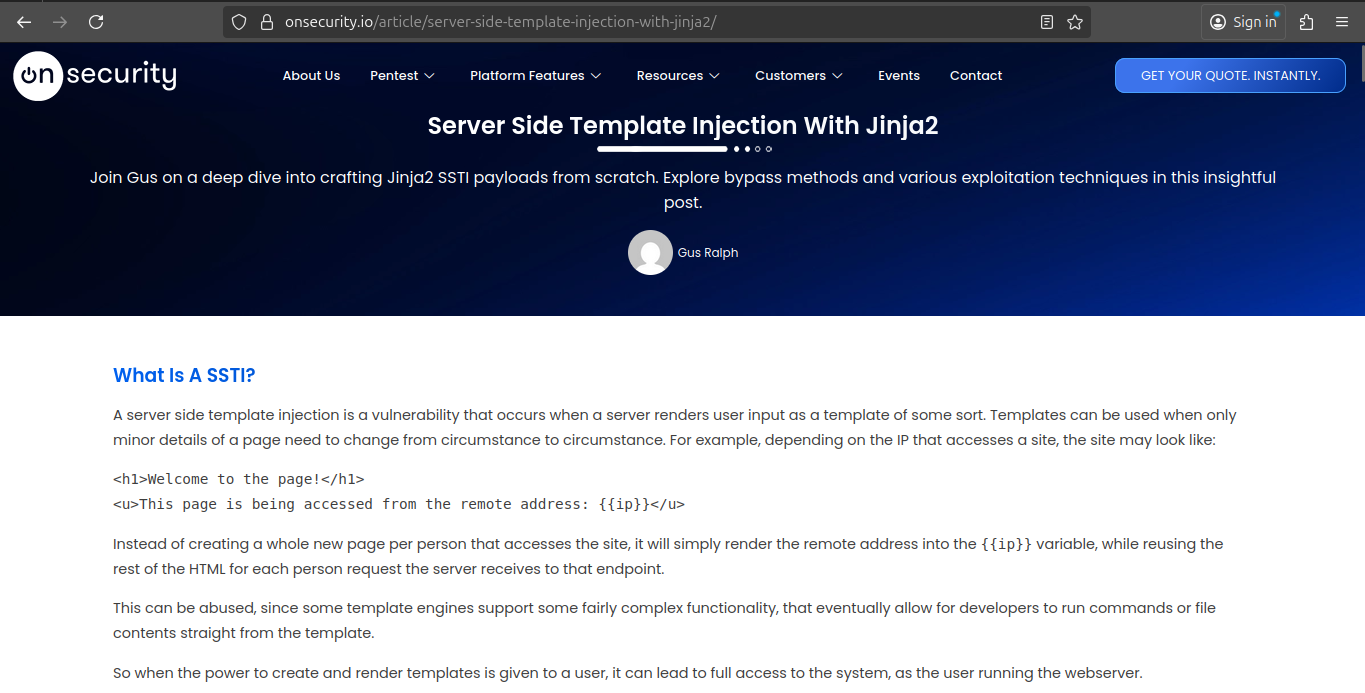 onsecurity.io/article/server-side-template-injection-with-jinja2/
Sign in
on security
About Us
Pentest
Platform Features
Resources
Customers
Events
Contact
GET YOUR QUOTE. INSTANTLY.
Server Side Template Injection With Jinja2
Join Gus on a deep dive into crafting Jinja2 SSTI payloads from scratch. Explore bypass methods and various exploitation techniques in this insightful
post.
Gus Ralph
What Is A SSTI?
A server side template injection is a vulnerability that occurs when a server renders user input as a template of some sort. Templates can be used when only
minor details of a page need to change from circumstance to circumstance. For example, depending on the IP that accesses a site, the site may look like:
<h1>Welcome to the page!</h1>
<u>This page is being accessed from the remote address: {{ip}}</u>
Instead of creating a whole new page per person that accesses the site, it will simply render the remote address into the {{ip}} variable, while reusing the
rest of the HTML for each person request the server receives to that endpoint.
This can be abused, since some template engines support some fairly complex functionality, that eventually allow for developers to run commands or file
contents straight from the template.
So when the power to create and render templates is given to a user, it can lead to full access to the system, as the user running the webserver.